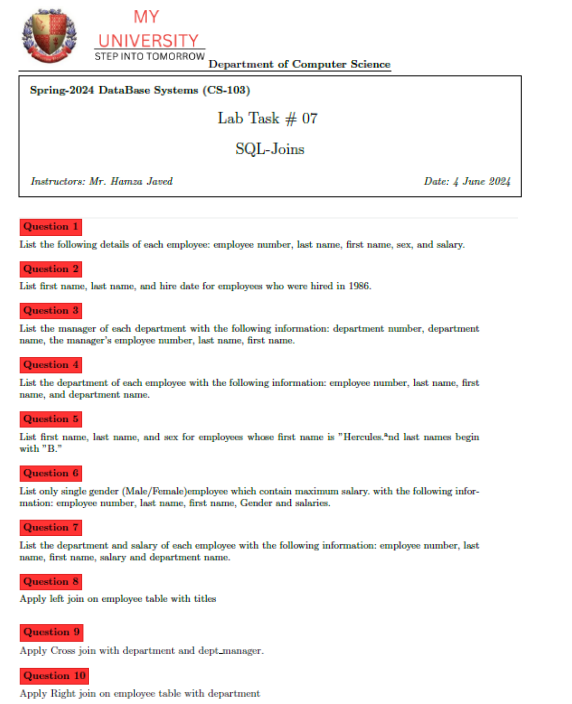 MY
UNIVERSITY
STEP INTO TOMORROW
Department of Computer Science
Spring-2024 DataBase Systems (CS-103)
Lab Task # 07
SQL-Joins
Instructors: Mr. Hamza Javed Date: 4 June 2024
Question 1
List the following details of each employee: employee number, last name, first name, sex, and salary.
Question 2
List first name, last name, and hire date for employees who were hired in 1986.
Question 3
List the manager of each department with the following information: department number, department
name, the manager's employee number, last name, first name.
Question 4
List the department of each employee with the following information: employee number, last name, first
name, and department name.
Question 5
List first name, last name, and sex for employees whose first name is "Hercules.ªnd last names begin
with "B."
Question 6
List only single gender (Male/Female)employee which contain maximum salary. with the following infor-
mation: employee number, last name, first name, Gender and salaries.
Question 7
List the department and salary of each employee with the following information: employee number, last
name, first name, salary and department name.
Question 8
Apply left join on employee table with titles
Question 9
Apply Cross join with department and dept_manager.
Question 10
Apply Right join on employee table with department